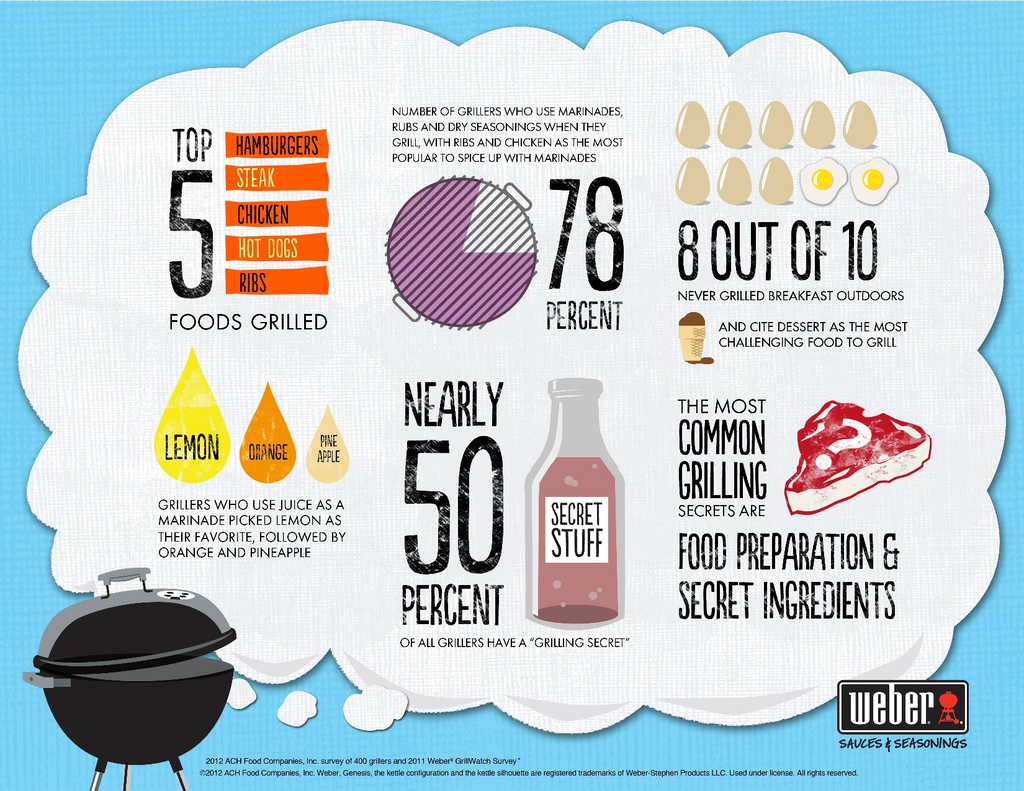 TOP
5
HAMBURGERS
STEAK
CHICKEN
HOT DOGS
RIBS
FOODS GRILLED
NUMBER OF GRILLERS WHO USE MARINADES,
RUBS AND DRY SEASONINGS WHEN THEY
GRILL, WITH RIBS AND CHICKEN AS THE MOST
POPULAR TO SPICE UP WITH MARINADES
78
PERCENT
8 OUT OF 10
NEVER GRILLED BREAKFAST OUTDOORS
AND CITE DESSERT AS THE MOST
CHALLENGING FOOD TO GRILL
LEMON
ORANGE
PINE
APPLE
GRILLERS WHO USE JUICE AS A
MARINADE PICKED LEMON AS
THEIR FAVORITE, FOLLOWED BY
ORANGE AND PINEAPPLE
NEARLY
50
PERCENT
OF ALL GRILLERS HAVE A "GRILLING SECRET"
SECRET
STUFF
THE MOST
COMMON
GRILLING
SECRETS ARE
?
FOOD PREPARATION &
SECRET INGREDIENTS
weber
SAUCES & SEASONINGS
2012 ACH Food Companies, Inc. survey of 400 grillers and 2011 Weber® GrillWatch Survey™
©2012 ACH Food Companies, Inc. Weber, Genesis, the kettle configuration and the kettle silhouette are registered trademarks of Weber-Stephen Products LLC. Used under license. All rights reserved.